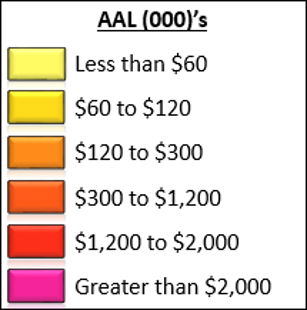 AAL (000)'s
Less than $60
$60 to $120
$120 to $300
$300 to $1,200
$1,200 to $2,000
Greater than $2,000